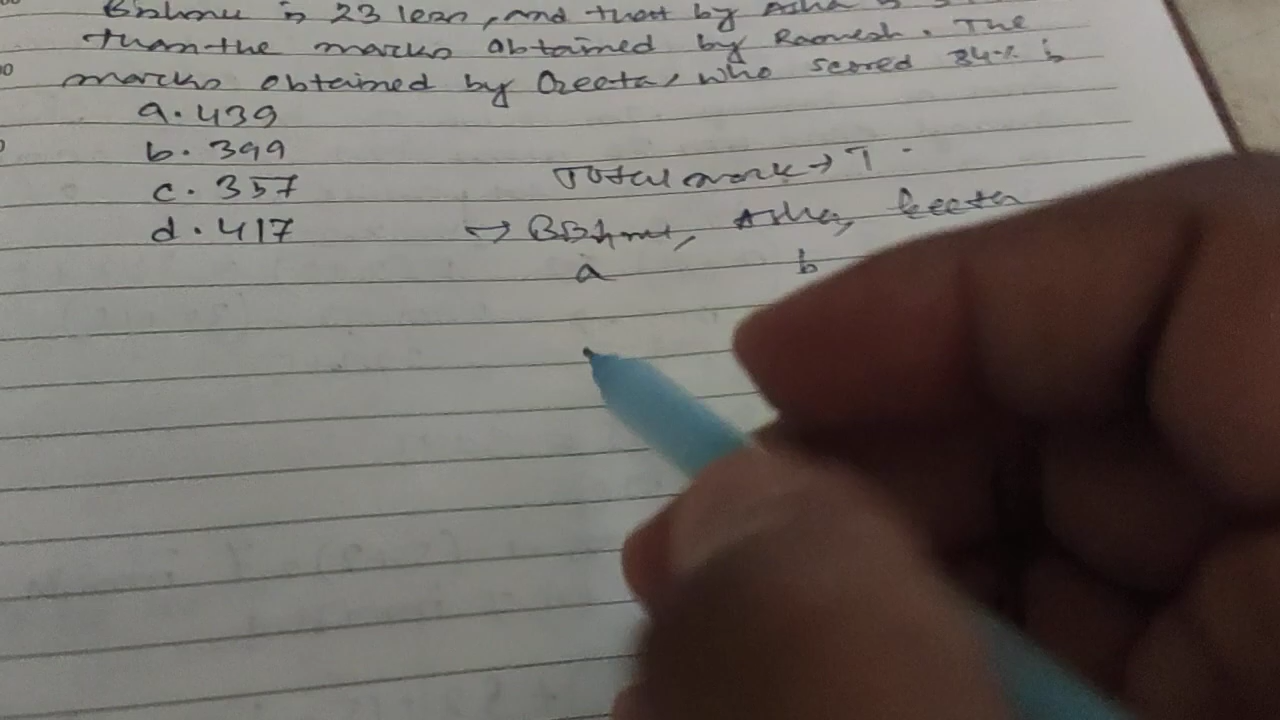 is 23 less, and that by Asha is
than the marks obtained by Ramesh. The
marks obtained by Geeta, who scored 84% is
a. 439
b. 399
c. 357
d. 417
Total mark → T
→ Bishnu, Asha, Geeta
a b